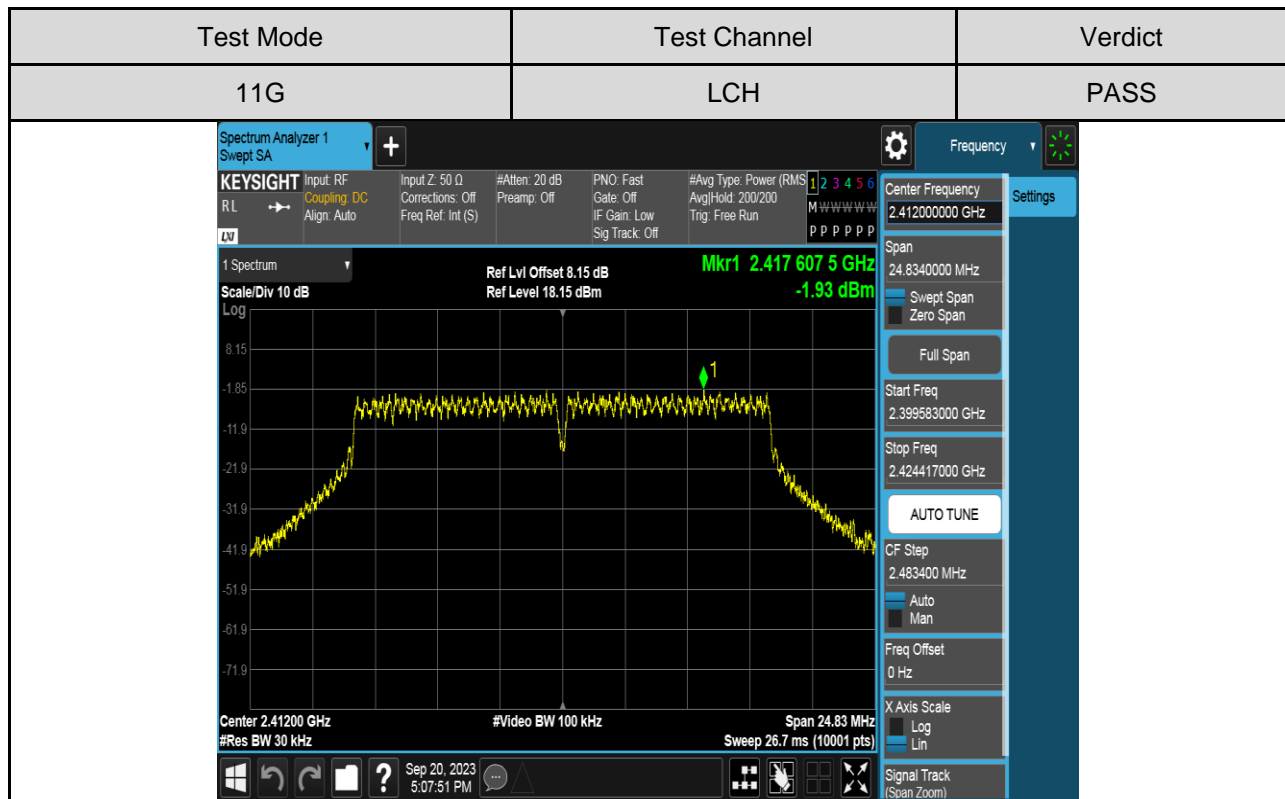 Test Mode Test Channel Verdict
11G LCH PASS
Spectrum Analyzer 1
Swept SA
Frequency
KEYSIGHT
R L
LXI
Input: RF
Coupling: DC
Align: Auto
Input Z: 50 Ω
Corrections: Off
Freq Ref: Int (S)
#Atten: 20 dB
Preamp: Off
PNO: Fast
Gate: Off
IF Gain: Low
Sig Track: Off
#Avg Type: Power (RMS
Avg|Hold: 200/200
Trig: Free Run
1 2 3 4 5 6
M W W W W W
P P P P P P
1 Spectrum
Scale/Div 10 dB
Ref Lvl Offset 8.15 dB
Ref Level 18.15 dBm
Mkr1 2.417 607 5 GHz
-1.93 dBm
Log
8.15
-1.85
-11.9
-21.9
-31.9
-41.9
-51.9
-61.9
-71.9
1
Center 2.41200 GHz
#Res BW 30 kHz
#Video BW 100 kHz
Span 24.83 MHz
Sweep 26.7 ms (10001 pts)
Center Frequency
2.412000000 GHz
Settings
Span
24.8340000 MHz
Swept Span
Zero Span
Full Span
Start Freq
2.399583000 GHz
Stop Freq
2.424417000 GHz
AUTO TUNE
CF Step
2.483400 MHz
Auto
Man
Freq Offset
0 Hz
X Axis Scale
Log
Lin
Signal Track
(Span Zoom)
?
Sep 20, 2023
5:07:51 PM